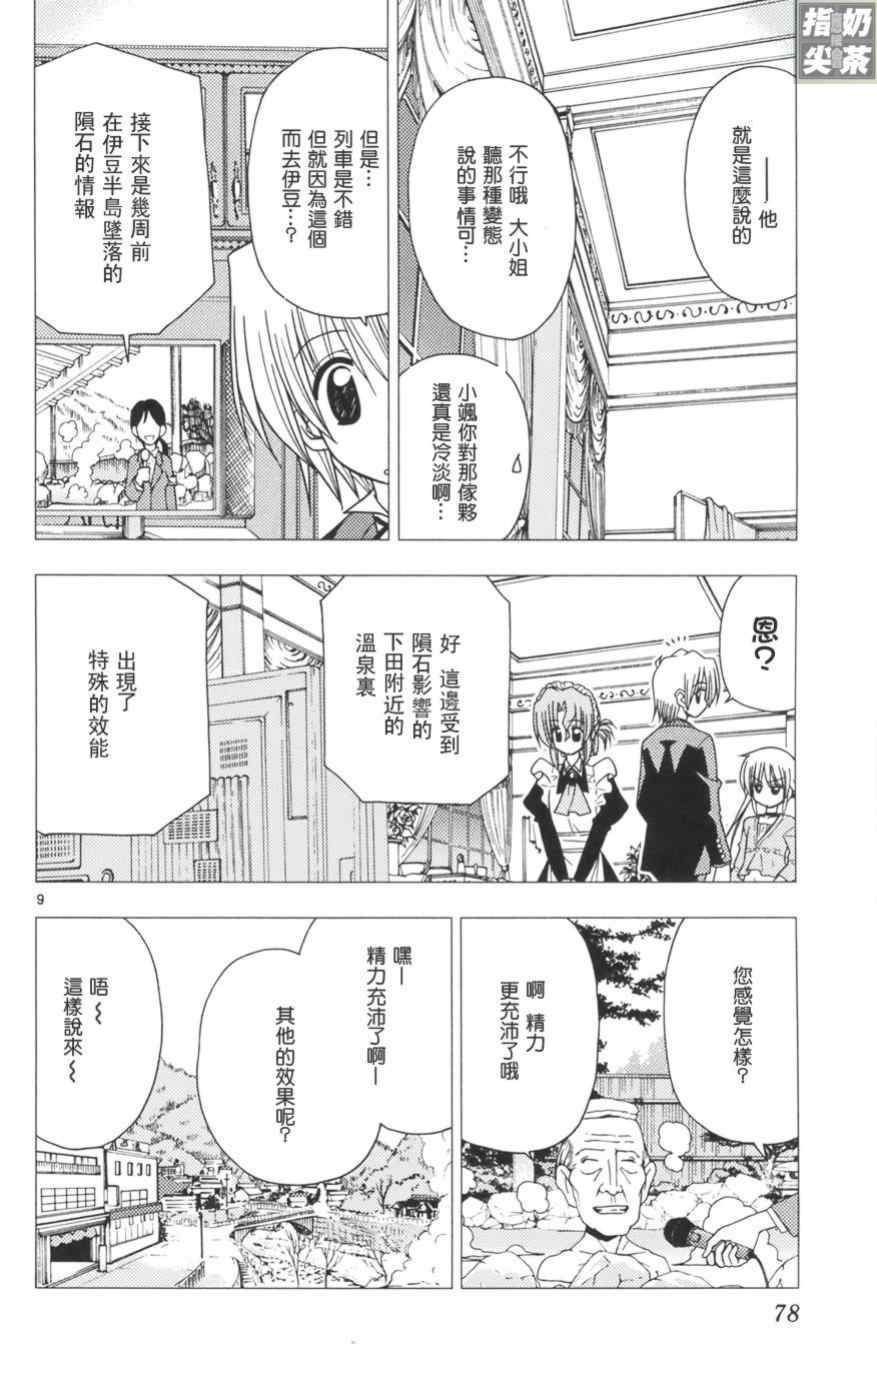 指奶
尖茶
——他
就是這麼說的
不行哦 大小姐
聽那種變態
說的事情可…
小颯你對那傢夥
還真是冷淡啊…
但是…
列車是不錯
但就因為這個
而去伊豆…?
接下來是幾周前
在伊豆半島墜落的
隕石的情報
恩?
好 這邊受到
隕石影響的
下田附近的
溫泉裏
出現了
特殊的效能
9
您感覺怎樣?
啊 精力
更充沛了哦
嘿—
精力充沛了啊—
其他的效果呢?
唔~
這樣說來~
78